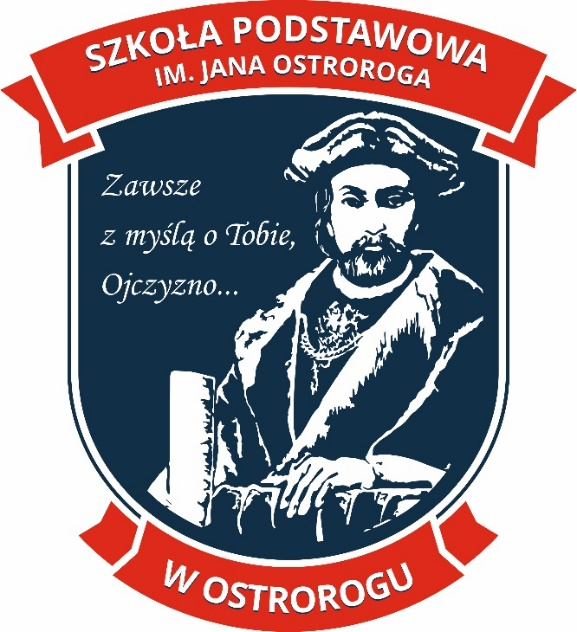 SZKOŁA PODSTAWOWA
IM. JANA OSTROROGA
Zawsze
z myślą o Tobie,
Ojczyzno...
W OSTROROGU